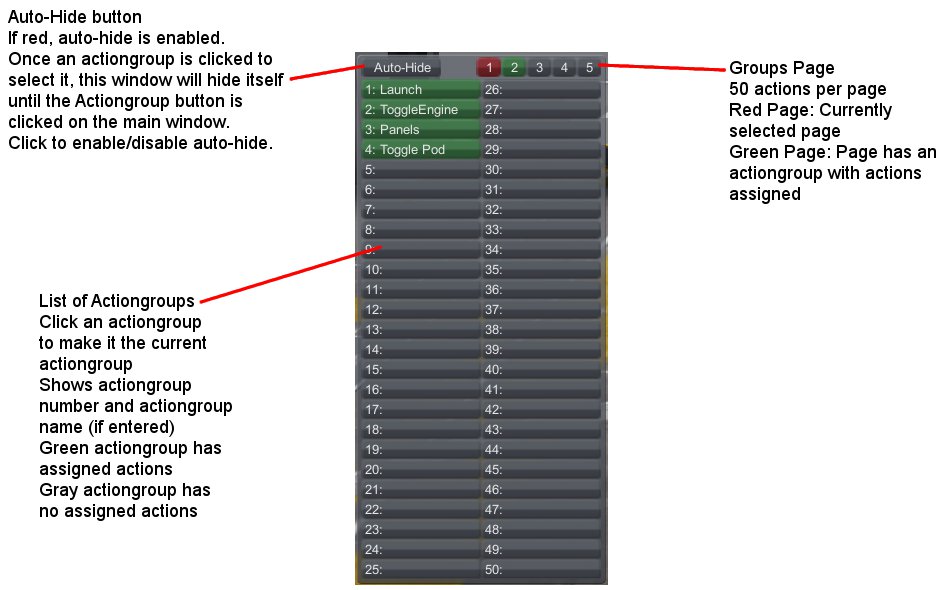 Auto-Hide button
If red, auto-hide is enabled.
Once an actiongroup is clicked to
select it, this window will hide itself
until the Actiongroup button is
clicked on the main window.
Click to enable/disable auto-hide.
List of Actiongroups
Click an actiongroup
to make it the current
actiongroup
Shows actiongroup
number and actiongroup
name (if entered)
Green actiongroup has
assigned actions
Gray actiongroup has
no assigned actions
Auto-Hide 1 2 3 4 5
1: Launch
2: ToggleEngine
3: Panels
4: Toggle Pod
5:
6:
7:
8:
9:
10:
11:
12:
13:
14:
15:
16:
17:
18:
19:
20:
21:
22:
23:
24:
25:
26:
27:
28:
29:
30:
31:
32:
33:
34:
35:
36:
37:
38:
39:
40:
41:
42:
43:
44:
45:
46:
47:
48:
49:
50:
Groups Page
50 actions per page
Red Page: Currently
selected page
Green Page: Page has an
actiongroup with actions
assigned